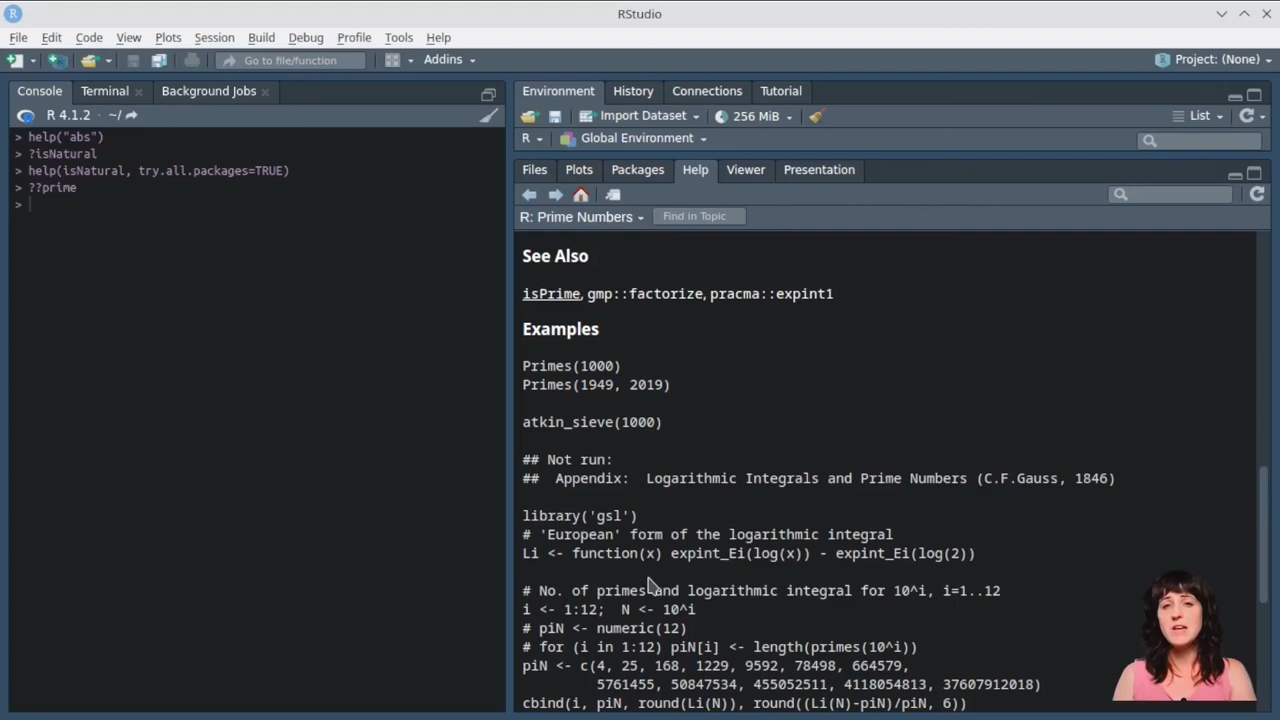 RStudio
File Edit Code View Plots Session Build Debug Profile Tools Help
Go to file/function Addins Project: (None)
Console Terminal Background Jobs
R 4.1.2 · ~/
> help("abs")
> ?isNatural
> help(isNatural, try.all.packages=TRUE)
> ??prime
>
Environment History Connections Tutorial
Import Dataset 256 MiB List
R Global Environment
Files Plots Packages Help Viewer Presentation
R: Prime Numbers Find in Topic
See Also
isPrime, gmp::factorize, pracma::expint1
Examples
Primes(1000)
Primes(1949, 2019)
atkin_sieve(1000)
## Not run:
##  Appendix:  Logarithmic Integrals and Prime Numbers (C.F.Gauss, 1846)
library('gsl')
# 'European' form of the logarithmic integral
Li <- function(x) expint_Ei(log(x)) - expint_Ei(log(2))
# No. of primes and logarithmic integral for 10^i, i=1..12
i <- 1:12;  N <- 10^i
# piN <- numeric(12)
# for (i in 1:12) piN[i] <- length(primes(10^i))
piN <- c(4, 25, 168, 1229, 9592, 78498, 664579,
5761455, 50847534, 455052511, 4118054813, 37607912018)
cbind(i, piN, round(Li(N)), round((Li(N)-piN)/piN, 6))